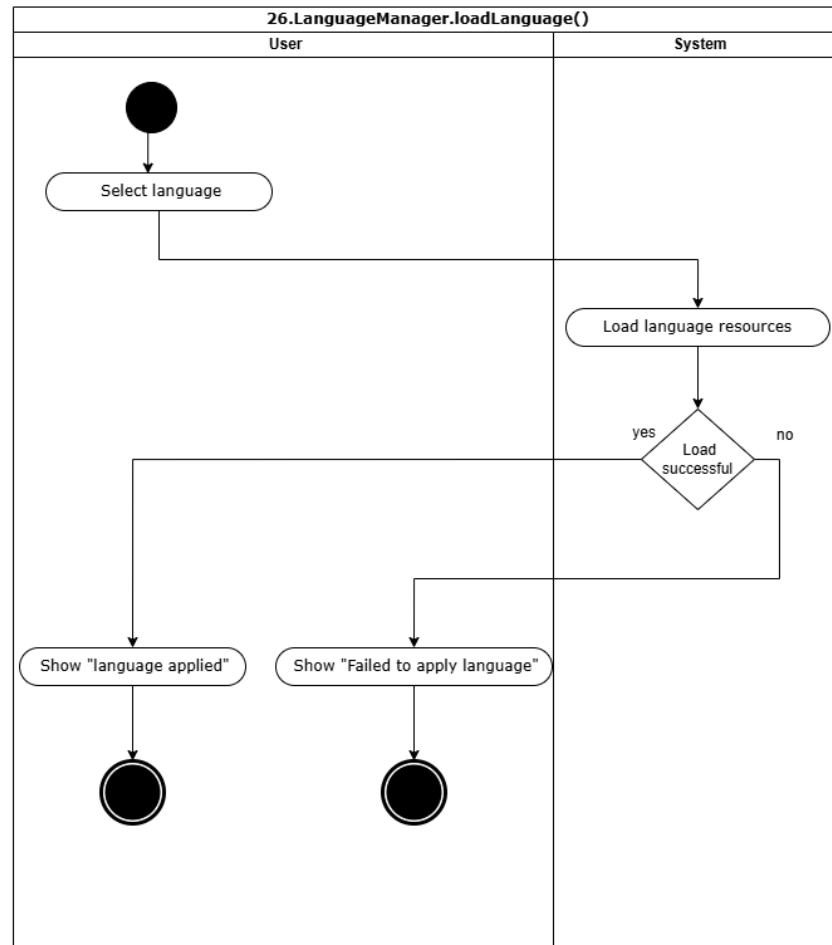 26.LanguageManager.loadLanguage()
User
System
Select language
Load language resources
yes
no
Load
successful
Show "language applied"
Show "Failed to apply language"